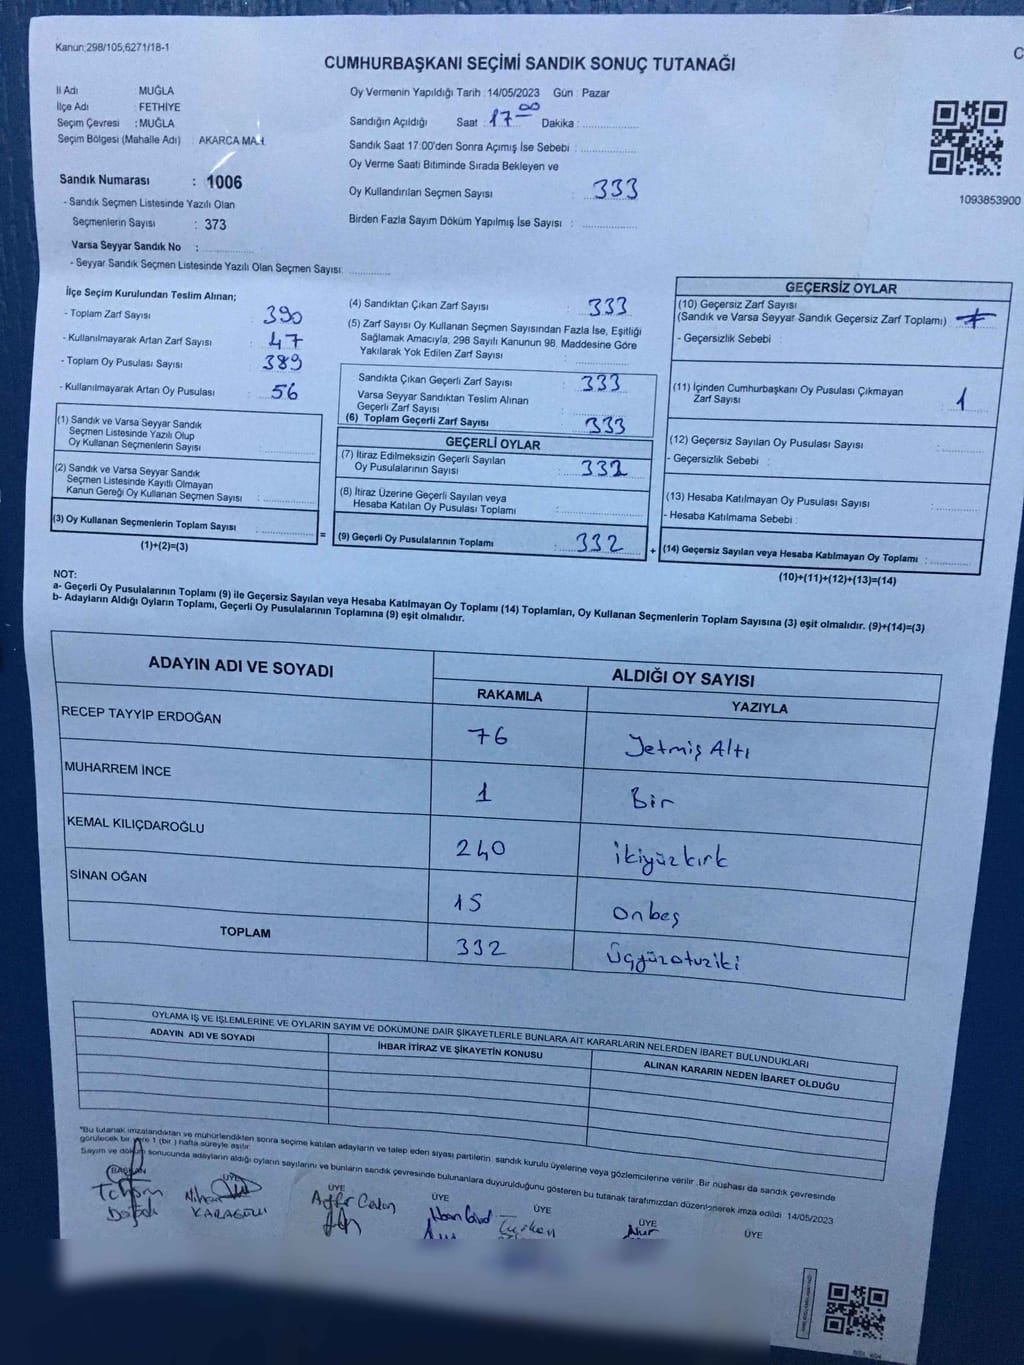 Kanun;298/105,6271/18-1
C
CUMHURBAŞKANI SEÇİMİ SANDIK SONUÇ TUTANAĞI
İl Adı : MUĞLA
İlçe Adı : FETHİYE
Seçim Çevresi : MUĞLA
Seçim Bölgesi (Mahalle Adı) : AKARCA MAH.
Oy Vermenin Yapıldığı Tarih : 14/05/2023 Gün : Pazar
Sandığın Açıldığı Saat : 17 00 Dakika :
Sandık Saat 17:00'den Sonra Açımış İse Sebebi :
Oy Verme Saati Bitiminde Sırada Bekleyen ve
Oy Kullandırılan Seçmen Sayısı : 333
Birden Fazla Sayım Döküm Yapılmış İse Sayısı :
1093853900
Sandık Numarası : 1006
- Sandık Seçmen Listesinde Yazılı Olan
Seçmenlerin Sayısı : 373
Varsa Seyyar Sandık No :
- Seyyar Sandık Seçmen Listesinde Yazılı Olan Seçmen Sayısı:
İlçe Seçim Kurulundan Teslim Alınan;
- Toplam Zarf Sayısı : 390
- Kullanılmayarak Artan Zarf Sayısı : 47
- Toplam Oy Pusulası Sayısı : 389
- Kullanılmayarak Artan Oy Pusulası : 56
(1) Sandık ve Varsa Seyyar Sandık
Seçmen Listesinde Yazılı Olup
Oy Kullanan Seçmenlerin Sayısı :
(2) Sandık ve Varsa Seyyar Sandık
Seçmen Listesinde Kayıtlı Olmayan
Kanun Gereği Oy Kullanan Seçmen Sayısı :
(3) Oy Kullanan Seçmenlerin Toplam Sayısı :
(1)+(2)=(3)
=
(4) Sandıktan Çıkan Zarf Sayısı : 333
(5) Zarf Sayısı Oy Kullanan Seçmen Sayısından Fazla İse, Eşitliği
Sağlamak Amacıyla, 298 Sayılı Kanunun 98. Maddesine Göre
Yakılarak Yok Edilen Zarf Sayısı :
Sandıkta Çıkan Geçerli Zarf Sayısı : 333
Varsa Seyyar Sandıktan Teslim Alınan
Geçerli Zarf Sayısı :
(6) Toplam Geçerli Zarf Sayısı : 333
GEÇERLİ OYLAR
(7) İtiraz Edilmeksizin Geçerli Sayılan
Oy Pusulalarının Sayısı : 332
(8) İtiraz Üzerine Geçerli Sayılan veya
Hesaba Katılan Oy Pusulası Toplamı :
(9) Geçerli Oy Pusulalarının Toplamı : 332
+
GEÇERSİZ OYLAR
(10) Geçersiz Zarf Sayısı
(Sandık ve Varsa Seyyar Sandık Geçersiz Zarf Toplamı) :
- Geçersizlik Sebebi :
(11) İçinden Cumhurbaşkanı Oy Pusulası Çıkmayan
Zarf Sayısı : 1
(12) Geçersiz Sayılan Oy Pusulası Sayısı :
- Geçersizlik Sebebi :
(13) Hesaba Katılmayan Oy Pusulası Sayısı :
- Hesaba Katılmama Sebebi :
(14) Geçersiz Sayılan veya Hesaba Katılmayan Oy Toplamı :
(10)+(11)+(12)+(13)=(14)
NOT:
a- Geçerli Oy Pusulalarının Toplamı (9) ile Geçersiz Sayılan veya Hesaba Katılmayan Oy Toplamı (14) Toplamları, Oy Kullanan Seçmenlerin Toplam Sayısına (3) eşit olmalıdır. (9)+(14)=(3)
b- Adayların Aldığı Oyların Toplamı, Geçerli Oy Pusulalarının Toplamına (9) eşit olmalıdır.
ADAYIN ADI VE SOYADI ALDIĞI OY SAYISI
RAKAMLA YAZIYLA
RECEP TAYYİP ERDOĞAN 76 Yetmiş Altı
MUHARREM İNCE 1 Bir
KEMAL KILIÇDAROĞLU 240 İkiyüzkırk
SİNAN OĞAN 15 Onbeş
TOPLAM 332 Üçyüzotuziki
OYLAMA İŞ VE İŞLEMLERİNE VE OYLARIN SAYIM VE DÖKÜMÜNE DAİR ŞİKAYETLERLE BUNLARA AİT KARARLARIN NELERDEN İBARET BULUNDUKLARI
ADAYIN ADI VE SOYADI İHBAR İTİRAZ VE ŞİKAYETİN KONUSU ALINAN KARARIN NEDEN İBARET OLDUĞU
*Bu tutanak imzalandıktan ve mühürlendikten sonra seçime katılan adayların ve talep eden siyasi partilerin sandık kurulu üyelerine veya gözlemcilerine verilir. Bir nüshası da sandık çevresinde
görülecek bir yere 1 (bir ) hafta süreyle asılır.
Sayım ve döküm sonucunda adayların aldığı oyların sayılarını ve bunların sandık çevresinde bulunanlara duyurulduğunu gösteren bu tutanak tarafımızdan düzenlenerek imza edildi. 14/05/2023
BAŞKAN ÜYE ÜYE ÜYE ÜYE ÜYE ÜYE
Nihan KARAGÜLLÜ
Türken
Nur